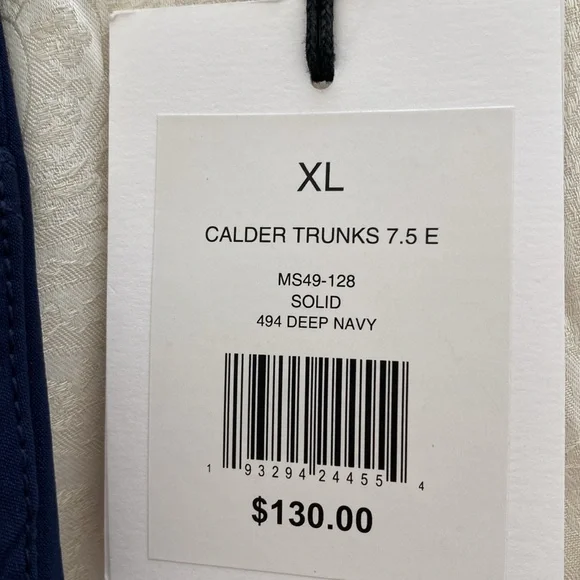 XL
CALDER TRUNKS 7.5 E
MS49-128
SOLID
494 DEEP NAVY
1 93294 24455 4
$130.00